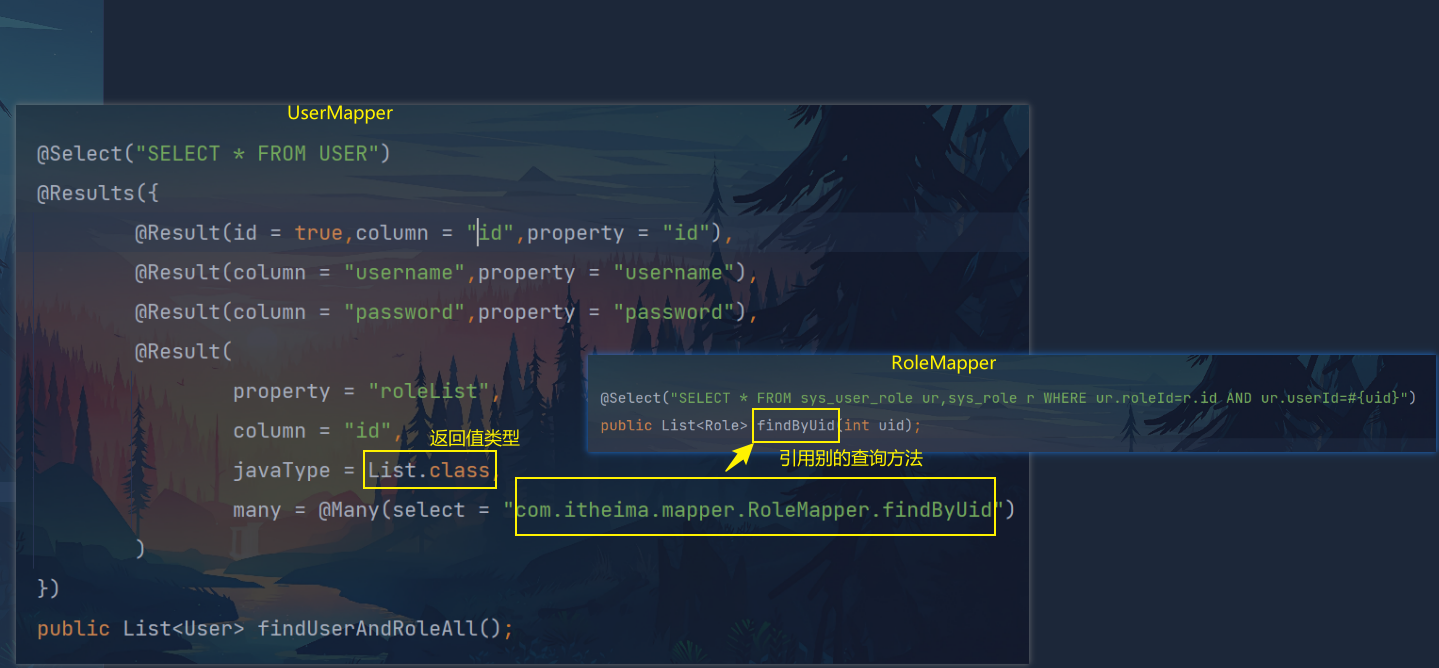 UserMapper
@Select("SELECT * FROM USER")
@Results({
@Result(id = true,column = "id",property = "id"),
@Result(column = "username",property = "username"),
@Result(column = "password",property = "password"),
@Result(
property = "roleList",
column = "id",
返回值类型
javaType = List.class,
many = @Many(select = "com.itheima.mapper.RoleMapper.findByUid")
)
})
public List<User> findUserAndRoleAll();
RoleMapper
@Select("SELECT * FROM sys_user_role ur,sys_role r WHERE ur.roleId=r.id AND ur.userId=#{uid}")
public List<Role> findByUid(int uid);
引用别的查询方法